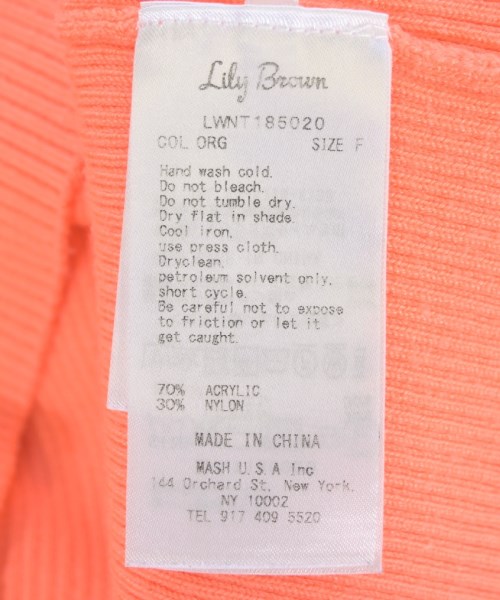 Lily Brown
LWNT185020
COL ORG SIZE F
Hand wash cold.
Do not bleach.
Do not tumble dry.
Dry flat in shade.
Cool iron.
use press cloth.
Dryclean.
petroleum solvent only.
short cycle.
Be careful not to expose
to friction or let it
get caught.
70% ACRYLIC
30% NYLON
MADE IN CHINA
MASH U.S.A Inc
144 Orchard St. New York.
NY 10002
TEL 917 409 5520